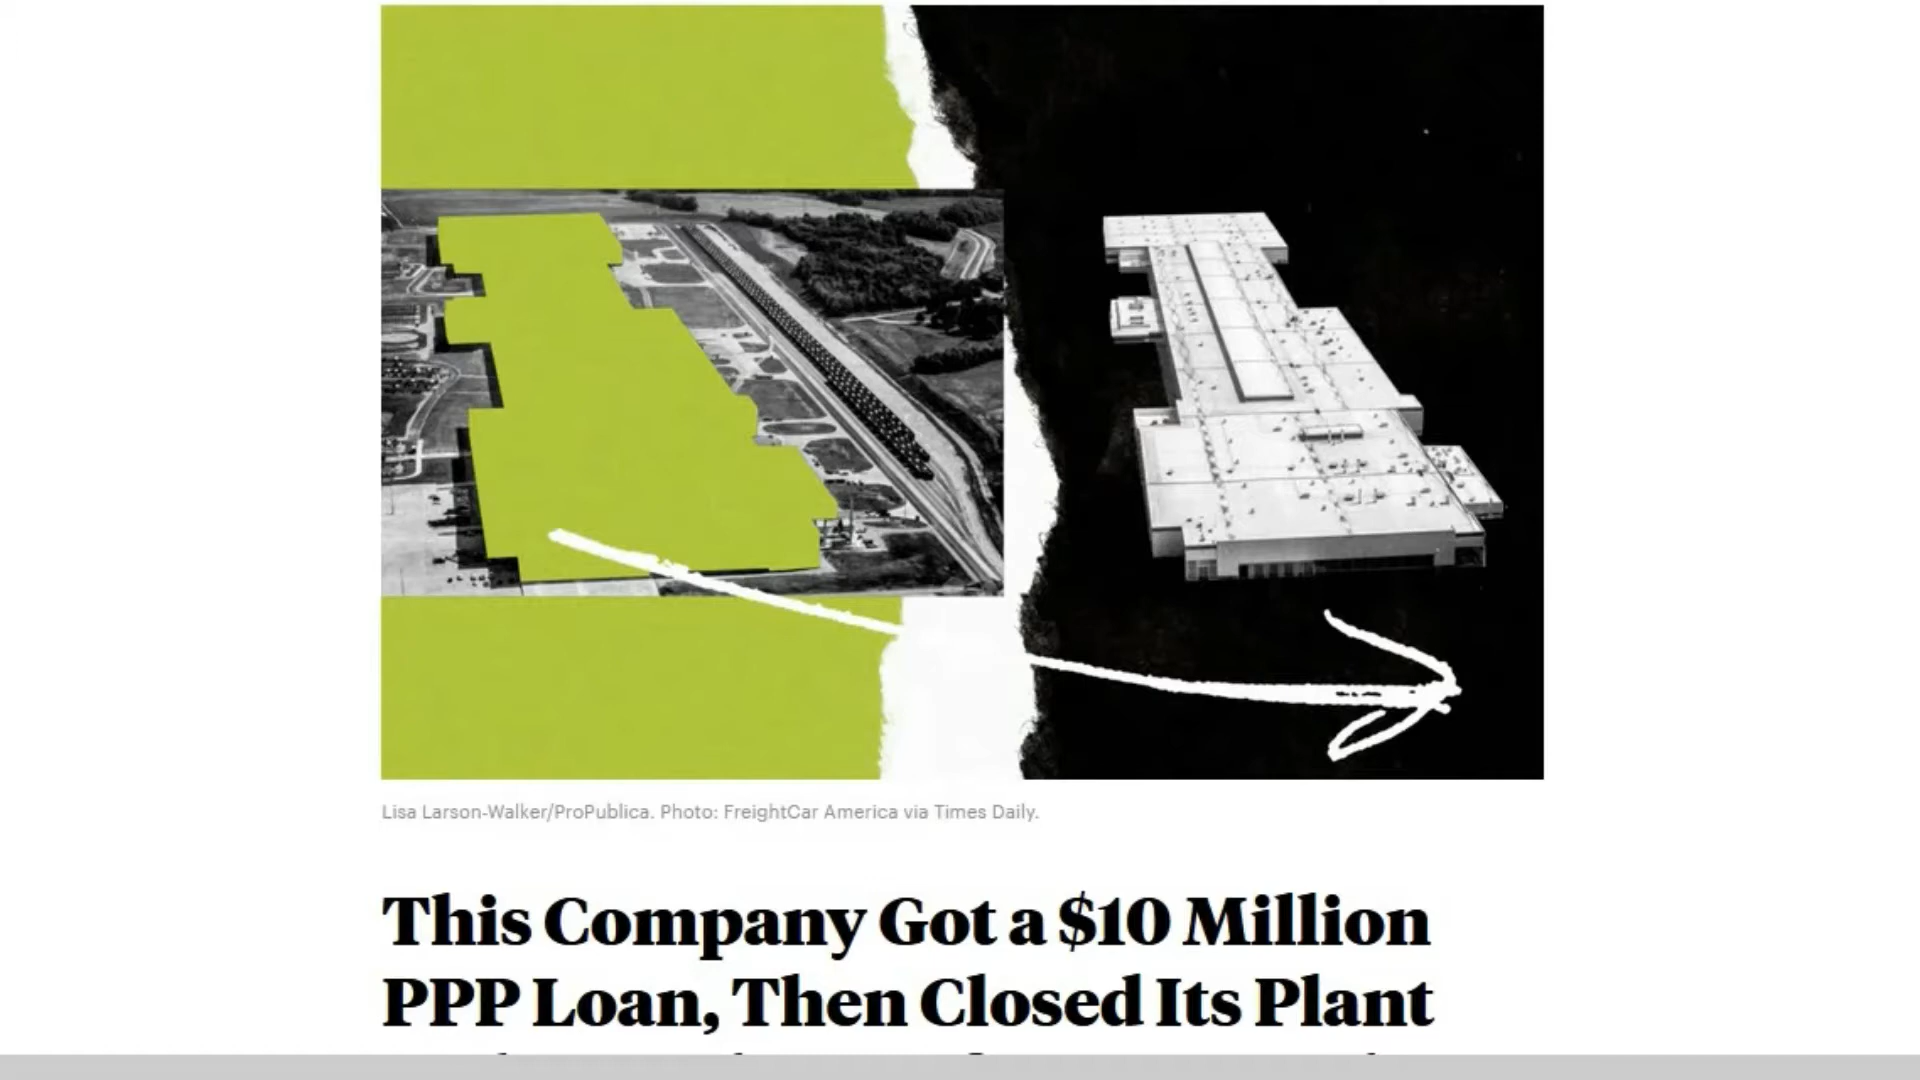 Lisa Larson-Walker/ProPublica. Photo: FreightCar America via Times Daily.
This Company Got a $10 Million
PPP Loan, Then Closed Its Plant